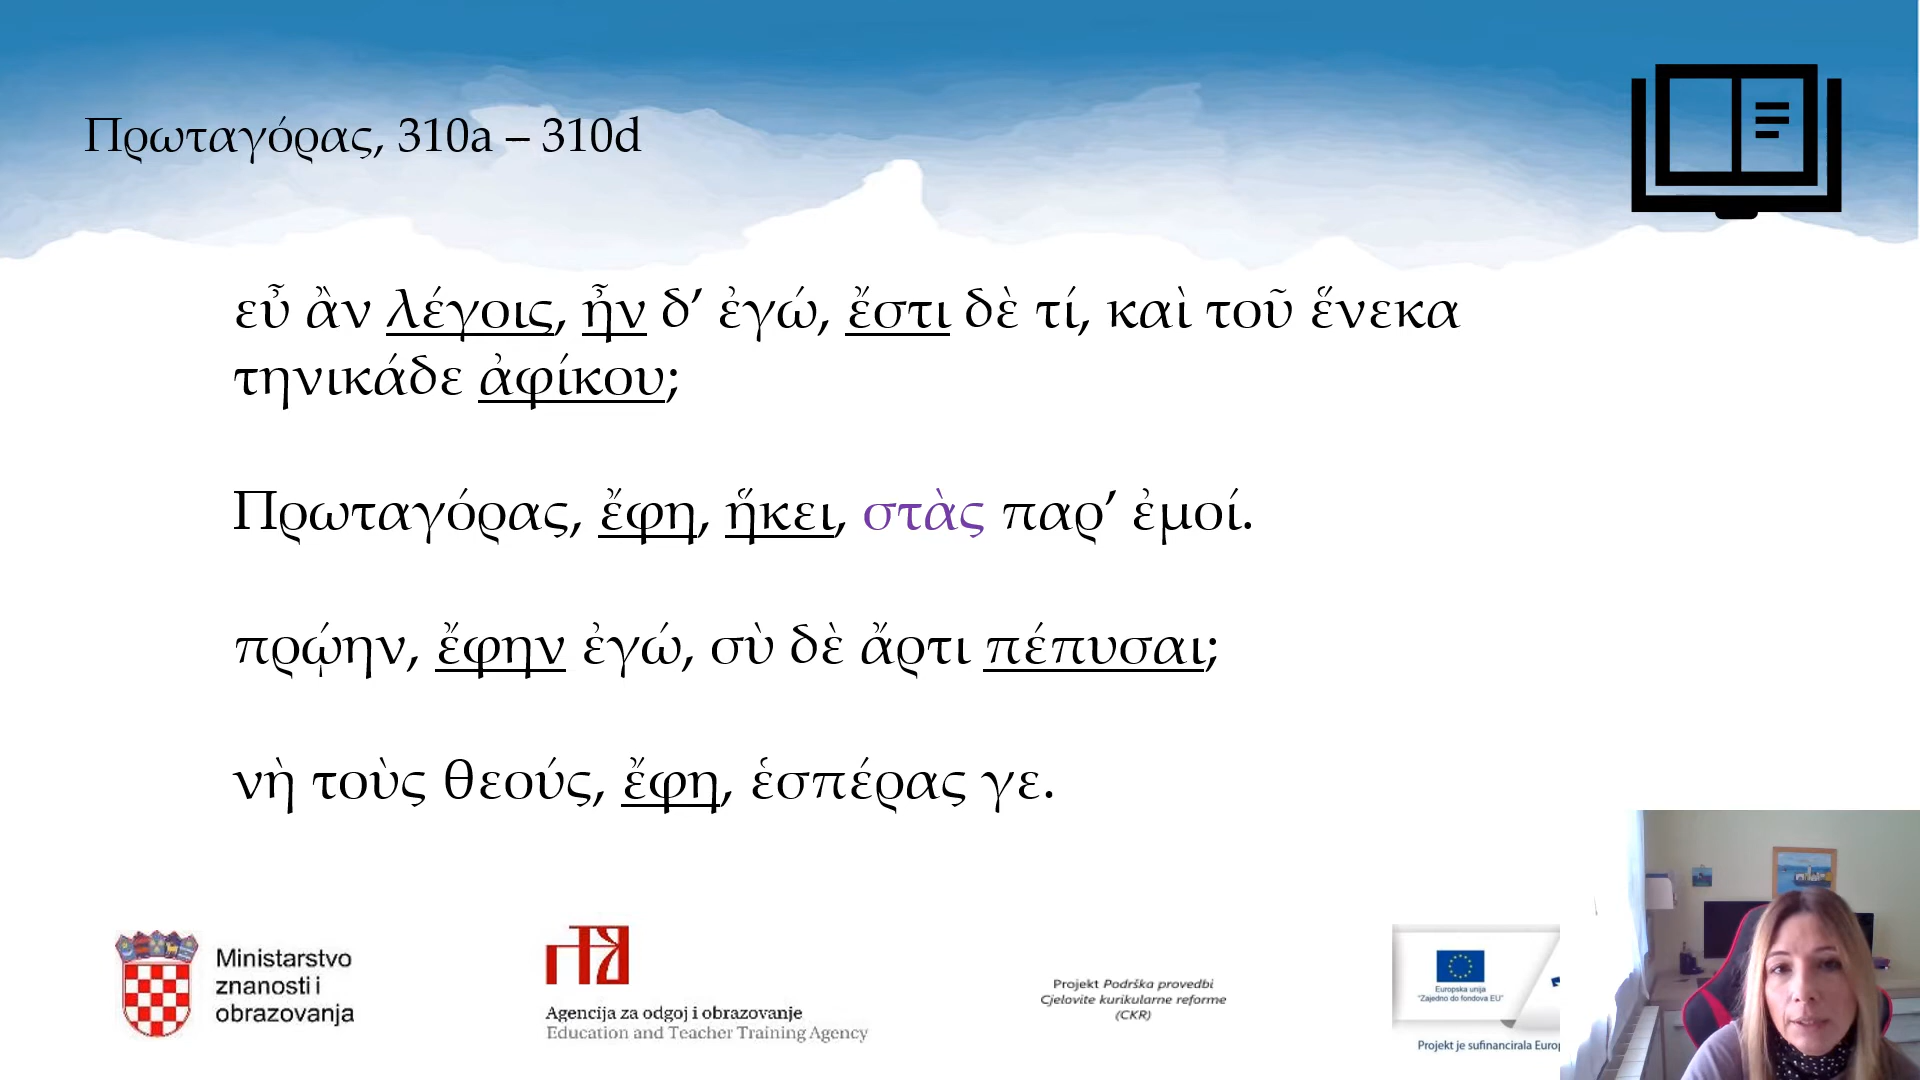 Πρωταγόρας, 310a – 310d
εὖ ἂν λέγοις, ἦν δ’ ἐγώ, ἔστι δὲ τί, καὶ τοῦ ἕνεκα
τηνικάδε ἀφίκου;
Πρωταγόρας, ἔφη, ἥκει, στὰς παρ’ ἐμοί.
πρῴην, ἔφην ἐγώ, σὺ δὲ ἄρτι πέπυσαι;
νὴ τοὺς θεούς, ἔφη, ἑσπέρας γε.
Ministarstvo
znanosti i
obrazovanja
Agencija za odgoj i obrazovanje
Education and Teacher Training Agency
Projekt Podrška provedbi
Cjelovite kurikularne reforme
(CKR)
Europska unija
"Zajedno do fondova EU"
Projekt je sufinancirala